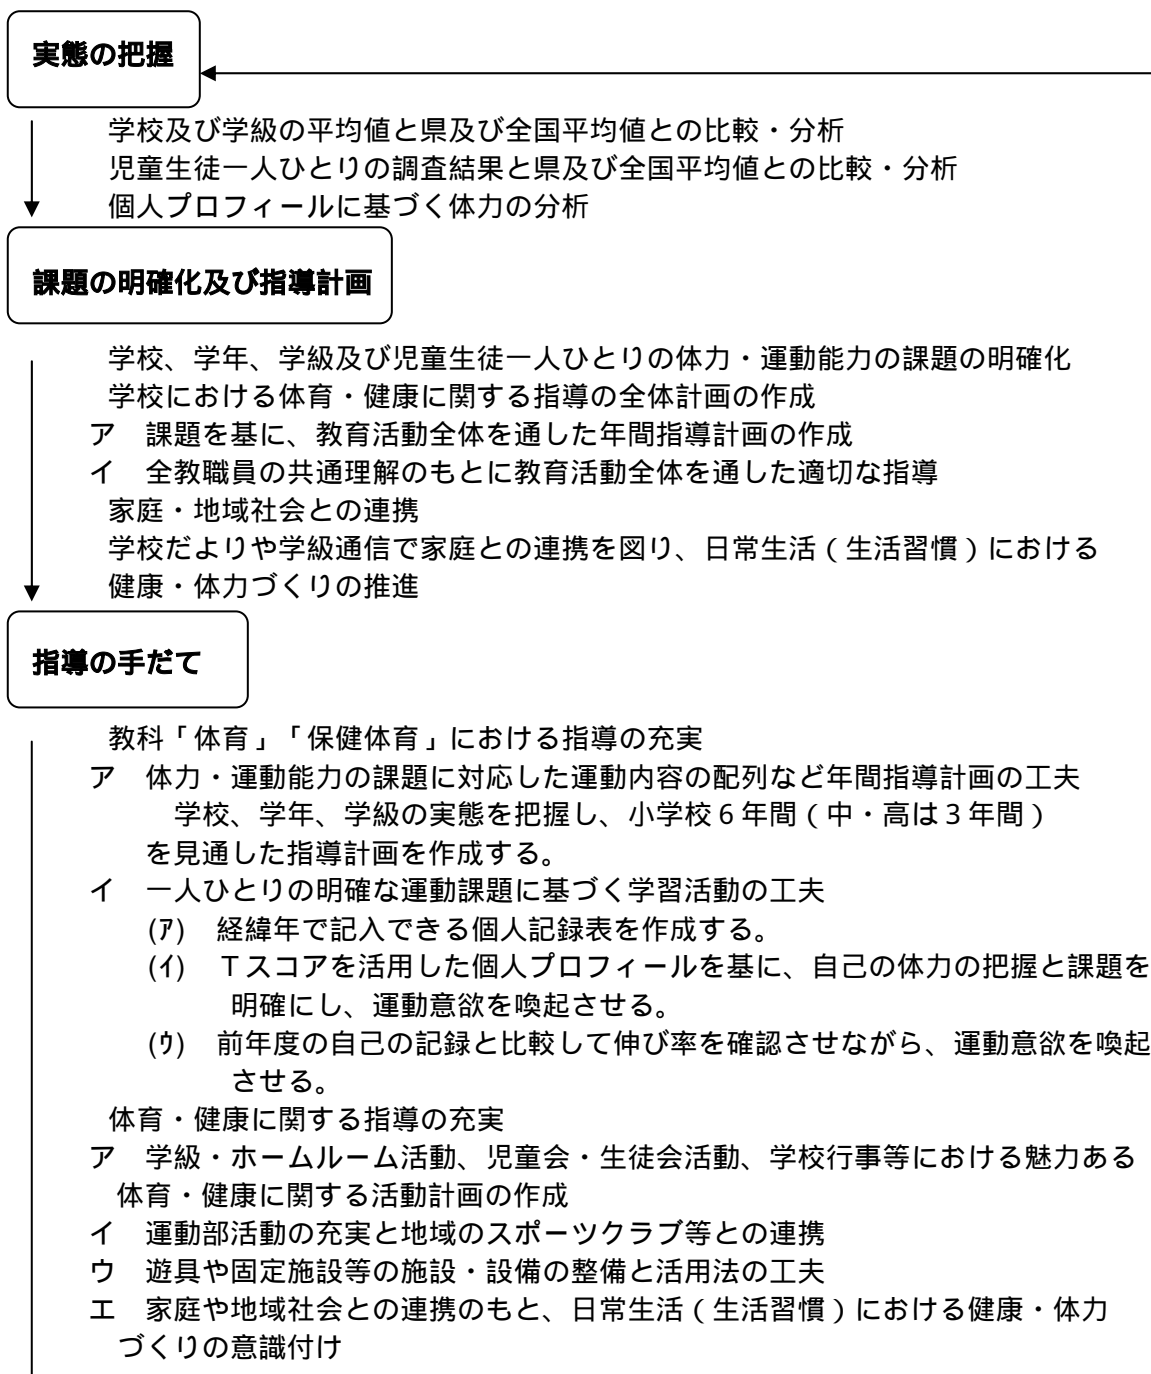 実態の把握
学校及び学級の平均値と県及び全国平均値との比較・分析
児童生徒一人ひとりの調査結果と県及び全国平均値との比較・分析
個人プロフィールに基づく体力の分析
課題の明確化及び指導計画
学校、学年、学級及び児童生徒一人ひとりの体力・運動能力の課題の明確化
学校における体育・健康に関する指導の全体計画の作成
ア　課題を基に、教育活動全体を通した年間指導計画の作成
イ　全教職員の共通理解のもとに教育活動全体を通した適切な指導
家庭・地域社会との連携
学校だよりや学級通信で家庭との連携を図り、日常生活（生活習慣）における
健康・体力づくりの推進
指導の手だて
教科「体育」「保健体育」における指導の充実
ア　体力・運動能力の課題に対応した運動内容の配列など年間指導計画の工夫
学校、学年、学級の実態を把握し、小学校６年間（中・高は３年間）
を見通した指導計画を作成する。
イ　一人ひとりの明確な運動課題に基づく学習活動の工夫
(ｱ)　経緯年で記入できる個人記録表を作成する。
(ｲ)　Ｔスコアを活用した個人プロフィールを基に、自己の体力の把握と課題を
明確にし、運動意欲を喚起させる。
(ｳ)　前年度の自己の記録と比較して伸び率を確認させながら、運動意欲を喚起
させる。
体育・健康に関する指導の充実
ア　学級・ホームルーム活動、児童会・生徒会活動、学校行事等における魅力ある
体育・健康に関する活動計画の作成
イ　運動部活動の充実と地域のスポーツクラブ等との連携
ウ　遊具や固定施設等の施設・設備の整備と活用法の工夫
エ　家庭や地域社会との連携のもと、日常生活（生活習慣）における健康・体力
づくりの意識付け